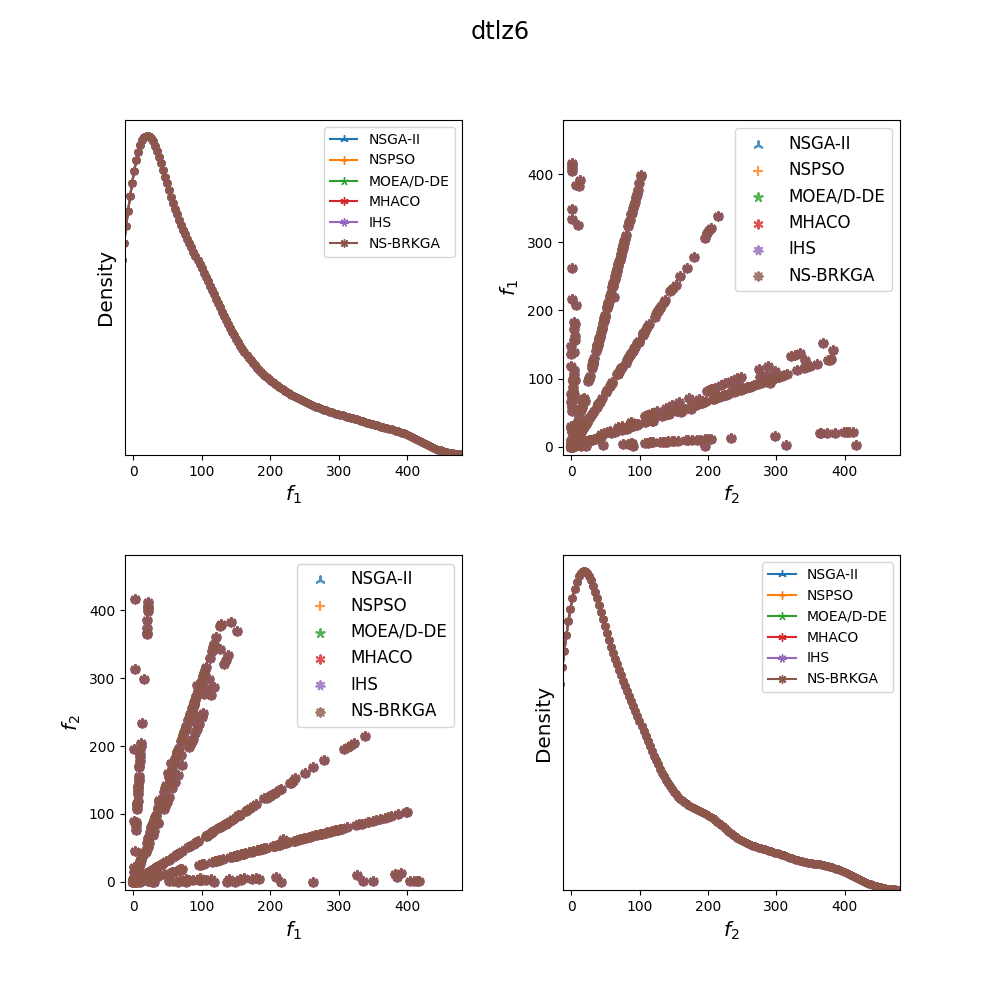 dtlz6
Density
NSGA-II
NSPSO
MOEA/D-DE
MHACO
IHS
NS-BRKGA
0 100 200 300 400
f1
f1
400
300
200
100
0
NSGA-II
NSPSO
MOEA/D-DE
MHACO
IHS
NS-BRKGA
0 100 200 300 400
f2
f2
400
300
200
100
0
NSGA-II
NSPSO
MOEA/D-DE
MHACO
IHS
NS-BRKGA
0 100 200 300 400
f1
Density
NSGA-II
NSPSO
MOEA/D-DE
MHACO
IHS
NS-BRKGA
0 100 200 300 400
f2